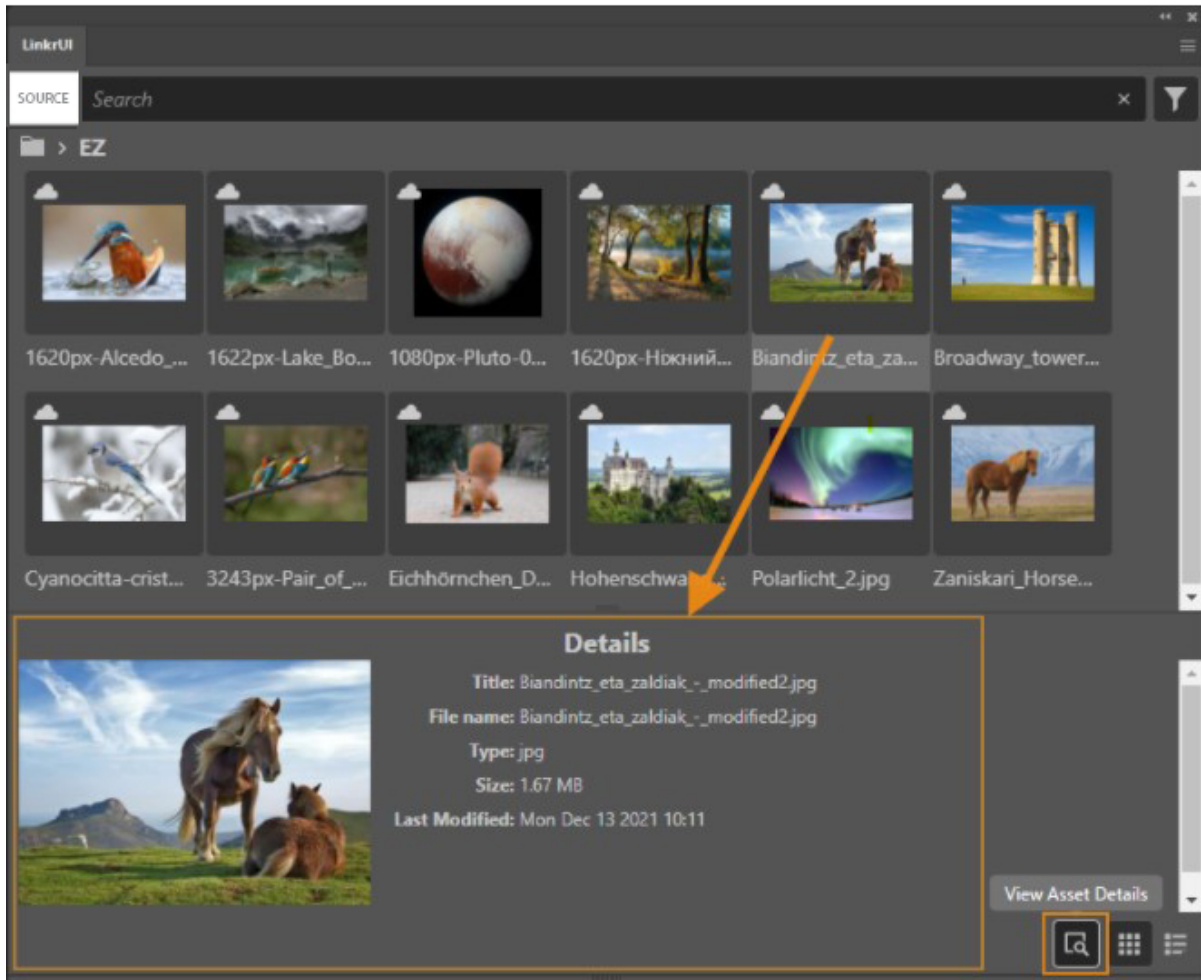 LinkrUI
SOURCE Search
> EZ
1620px-Alcedo_... 1622px-Lake_Bo... 1080px-Pluto-0... 1620px-Ніжний... Biandintz_eta_za... Broadway_tower...
Cyanocitta-crist... 3243px-Pair_of_... Eichhörnchen_D... Hohenschwa... Polarlicht_2.jpg Zaniskari_Horse...
Details
Title: Biandintz_eta_zaldiak_-_modified2.jpg
File name: Biandintz_eta_zaldiak_-_modified2.jpg
Type: jpg
Size: 1.67 MB
Last Modified: Mon Dec 13 2021 10:11
View Asset Details